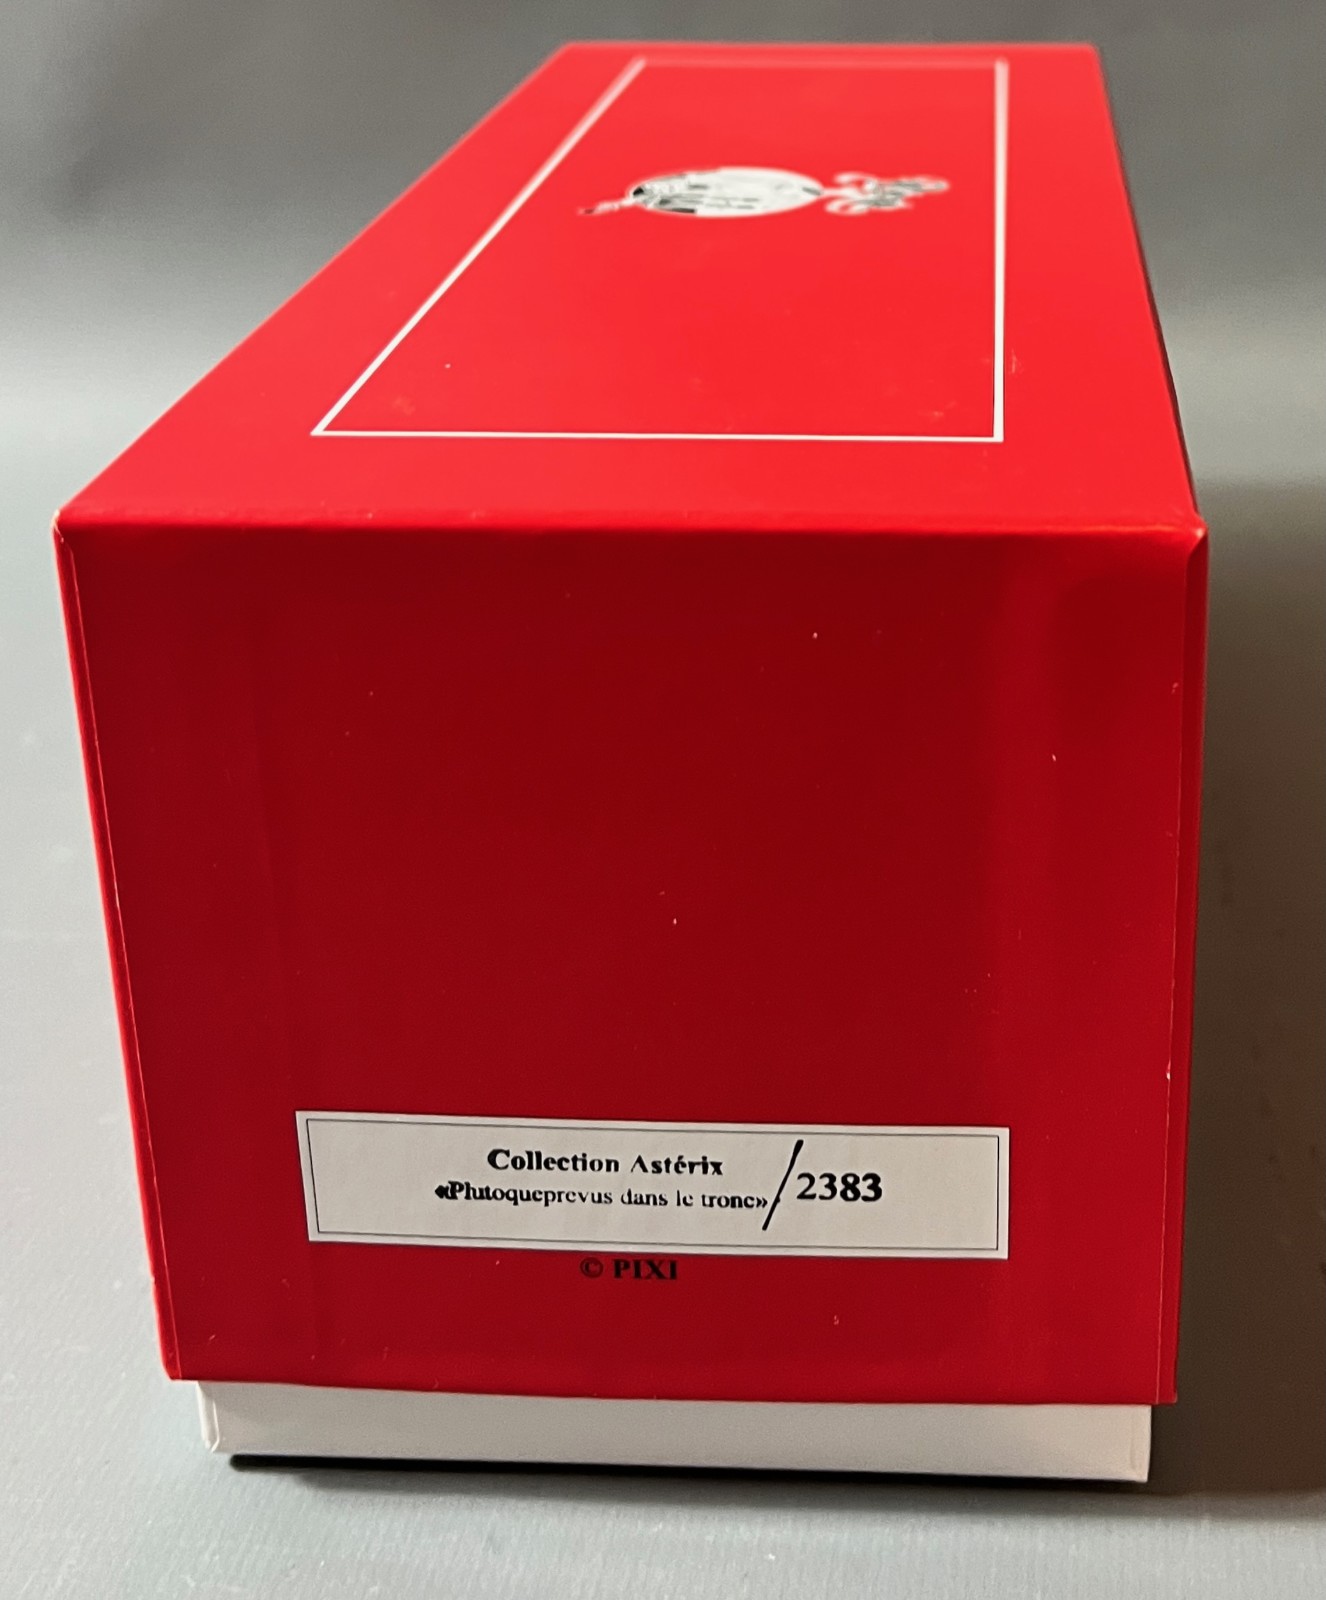 Collection Astérix
«Plutoqueprevus dans le tronc»
/2383
© PIXI